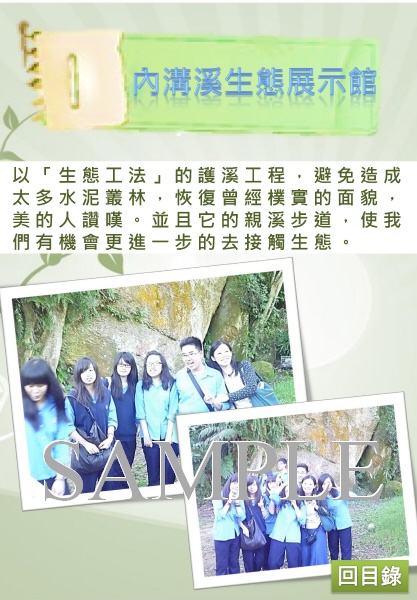 內溝溪生態展示館
以「生態工法」的護溪工程，避免造成
太多水泥叢林，恢復曾經樸實的面貌，
美的人讚嘆。並且它的親溪步道，使我
們有機會更進一步的去接觸生態。
SAMPLE
回目錄